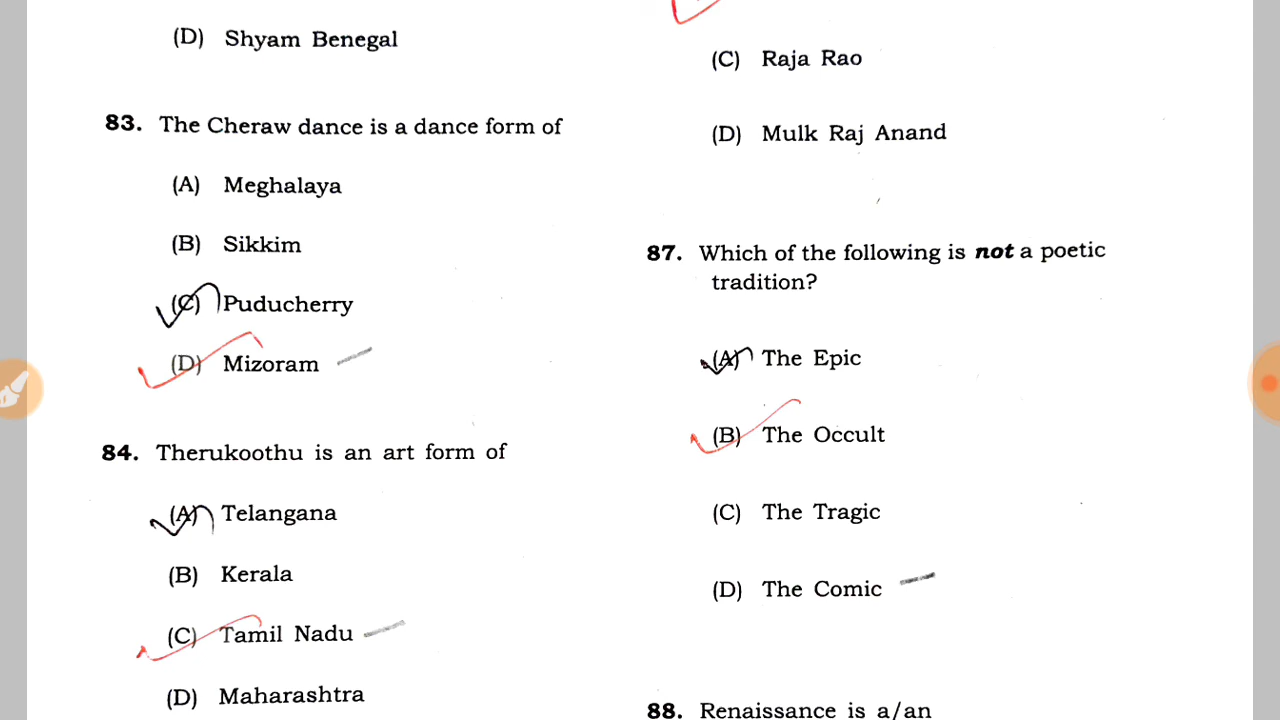 (D) Shyam Benegal
83. The Cheraw dance is a dance form of
(A) Meghalaya
(B) Sikkim
(C) Puducherry
(D) Mizoram
84. Therukoothu is an art form of
(A) Telangana
(B) Kerala
(C) Tamil Nadu
(D) Maharashtra
(C) Raja Rao
(D) Mulk Raj Anand
87. Which of the following is not a poetic
tradition?
(A) The Epic
(B) The Occult
(C) The Tragic
(D) The Comic
88. Renaissance is a/an